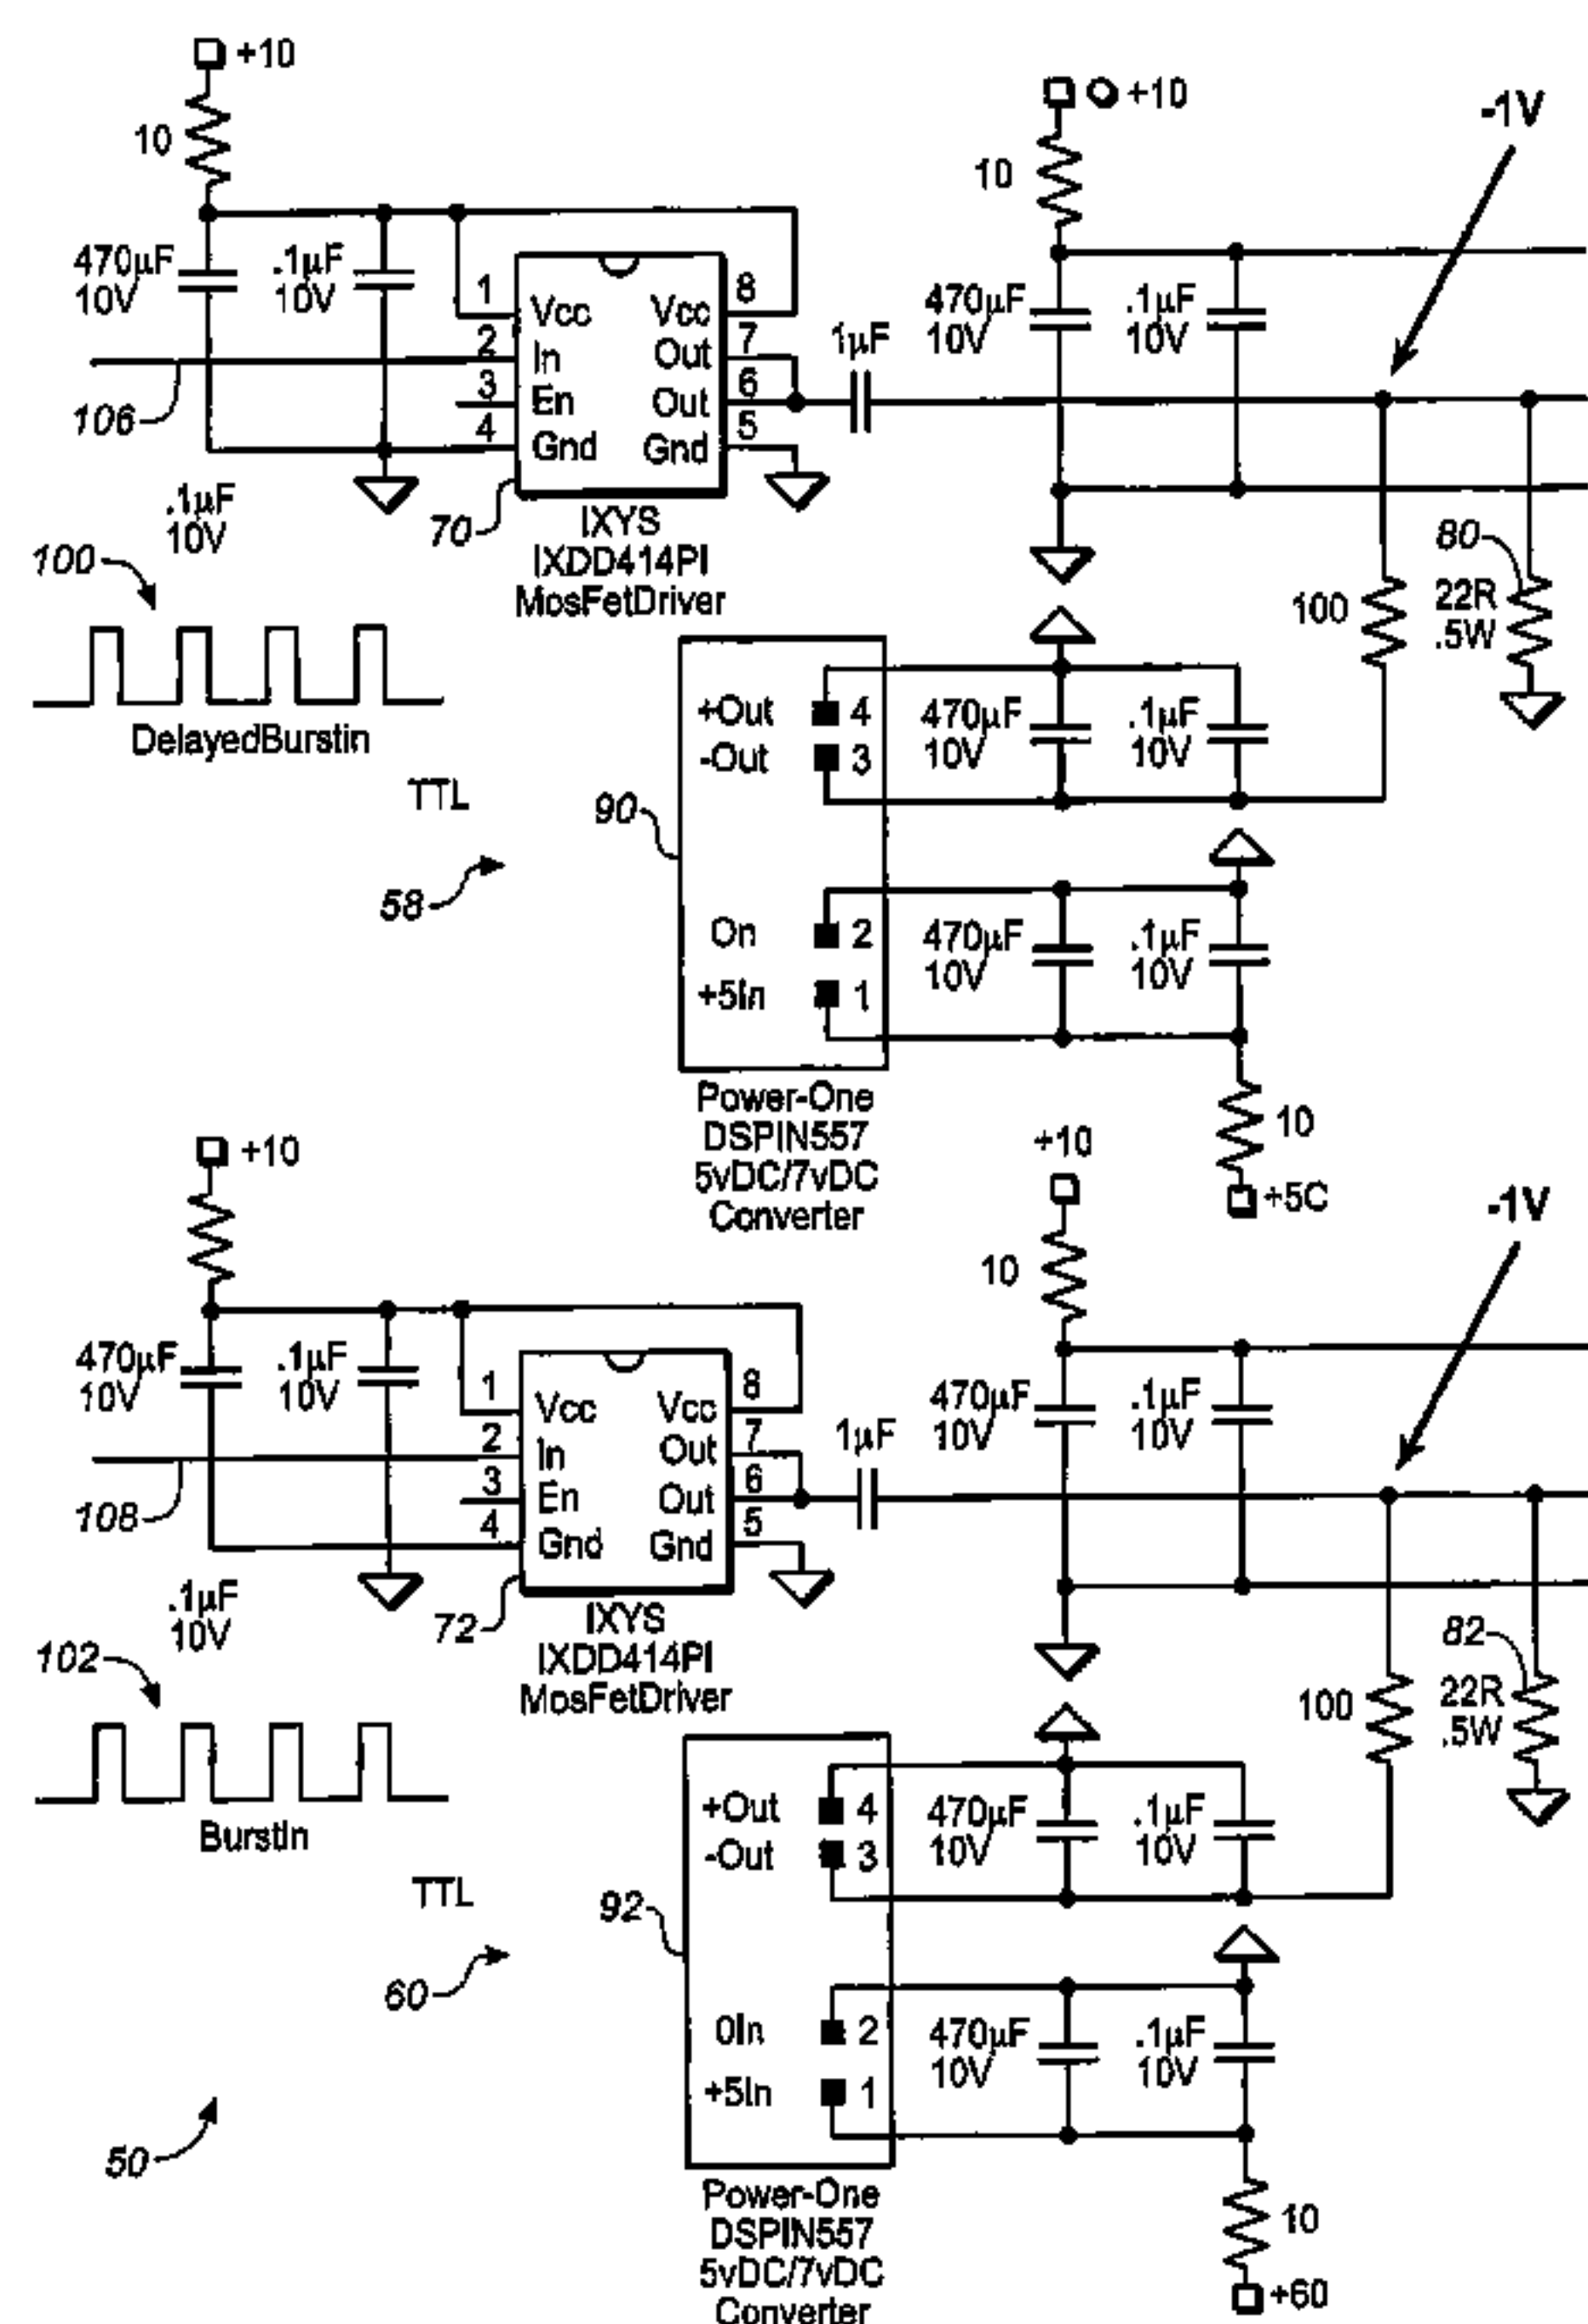 +10
10
470µF
10V
.1µF
10V
1 Vcc
2 In
3 En
4 Gnd
Vcc 8
Out 7
Out 6
Gnd 5
106
70
IXYS
IXDD414PI
MosFetDriver
1µF
+10
10
470µF
10V
.1µF
10V
-1V
100
80
22R
.5W
.1µF
10V
100
DelayedBurstin
TTL
58
90
+Out 4
-Out 3
On 2
+5In 1
470µF
10V
.1µF
10V
470µF
10V
.1µF
10V
10
+5C
Power-One
DSPIN557
5vDC/7vDC
Converter
+10
470µF
10V
.1µF
10V
1 Vcc
2 In
3 En
4 Gnd
Vcc 8
Out 7
Out 6
Gnd 5
108
72
IXYS
IXDD414PI
MosFetDriver
1µF
+10
10
470µF
10V
.1µF
10V
-1V
100
82
22R
.5W
.1µF
10V
102
BurstIn
TTL
60
92
+Out 4
-Out 3
0In 2
+5In 1
470µF
10V
.1µF
10V
470µF
10V
.1µF
10V
10
+60
50
Power-One
DSPIN557
5vDC/7vDC
Converter